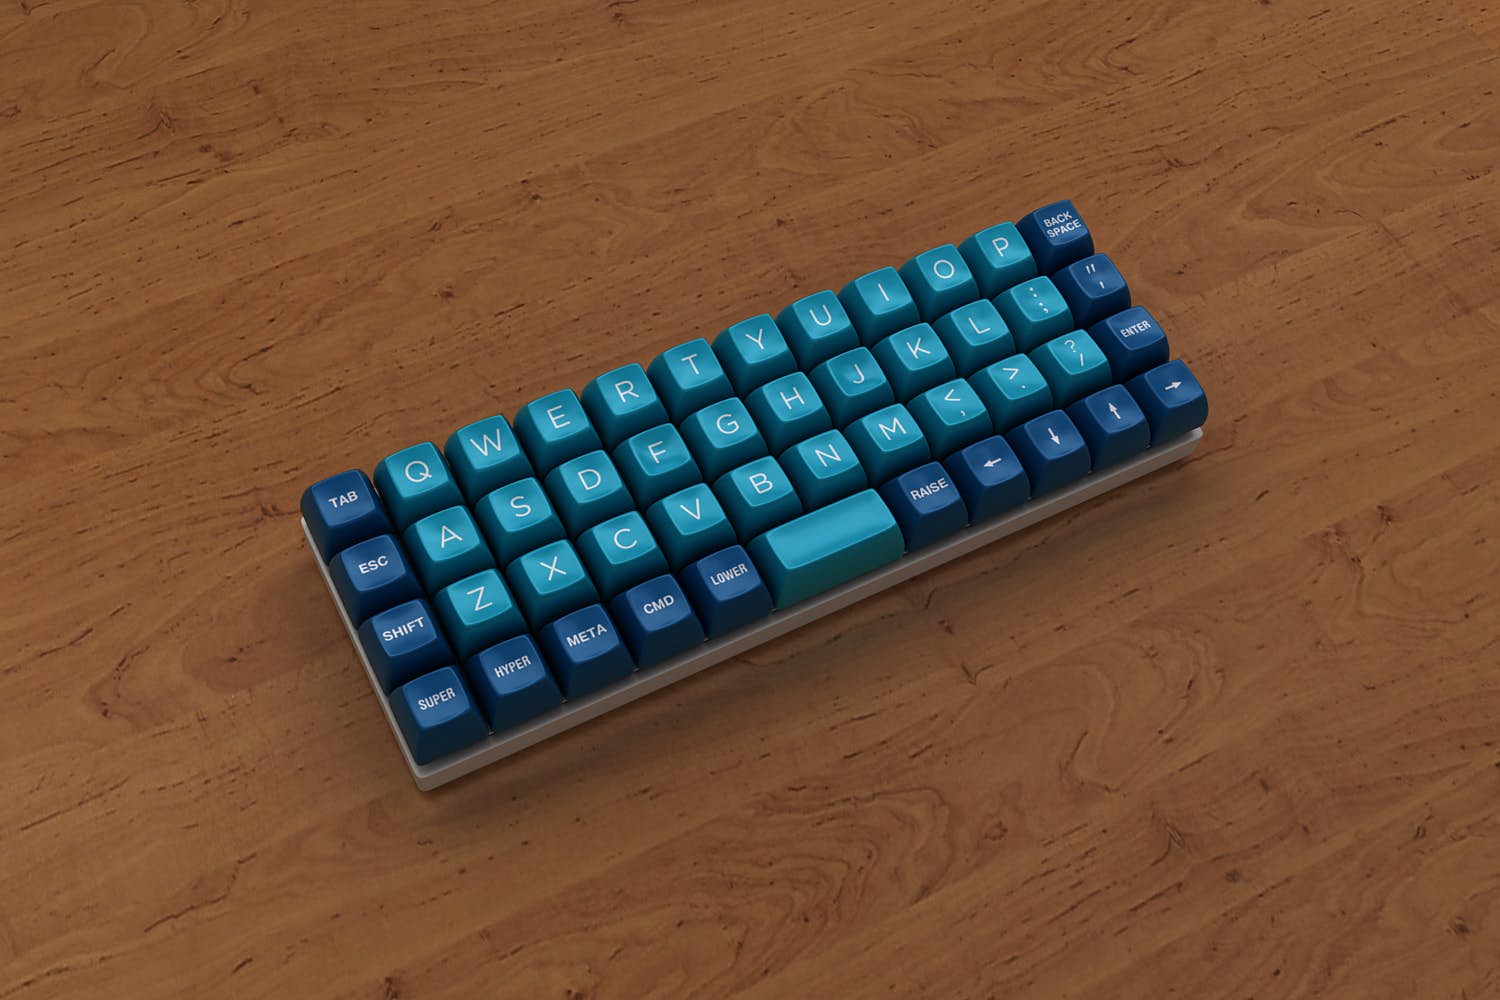 TAB Q W E R T Y U I O P BACK SPACE
ESC A S D F G H J K L : ; " '
SHIFT Z X C V B N M < , > . ? / ENTER
SUPER HYPER META CMD LOWER RAISE ← ↓ ↑ →